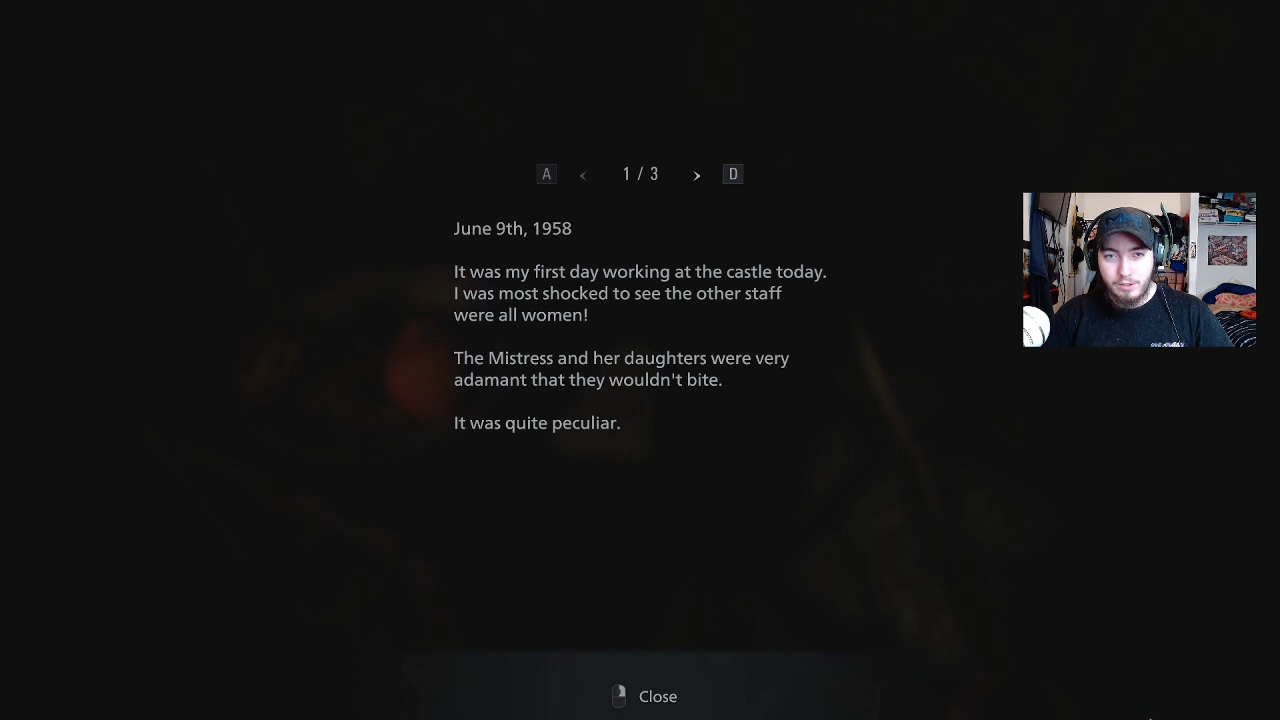 A < 1 / 3 > D
June 9th, 1958
It was my first day working at the castle today.
I was most shocked to see the other staff
were all women!
The Mistress and her daughters were very
adamant that they wouldn't bite.
It was quite peculiar.
Close